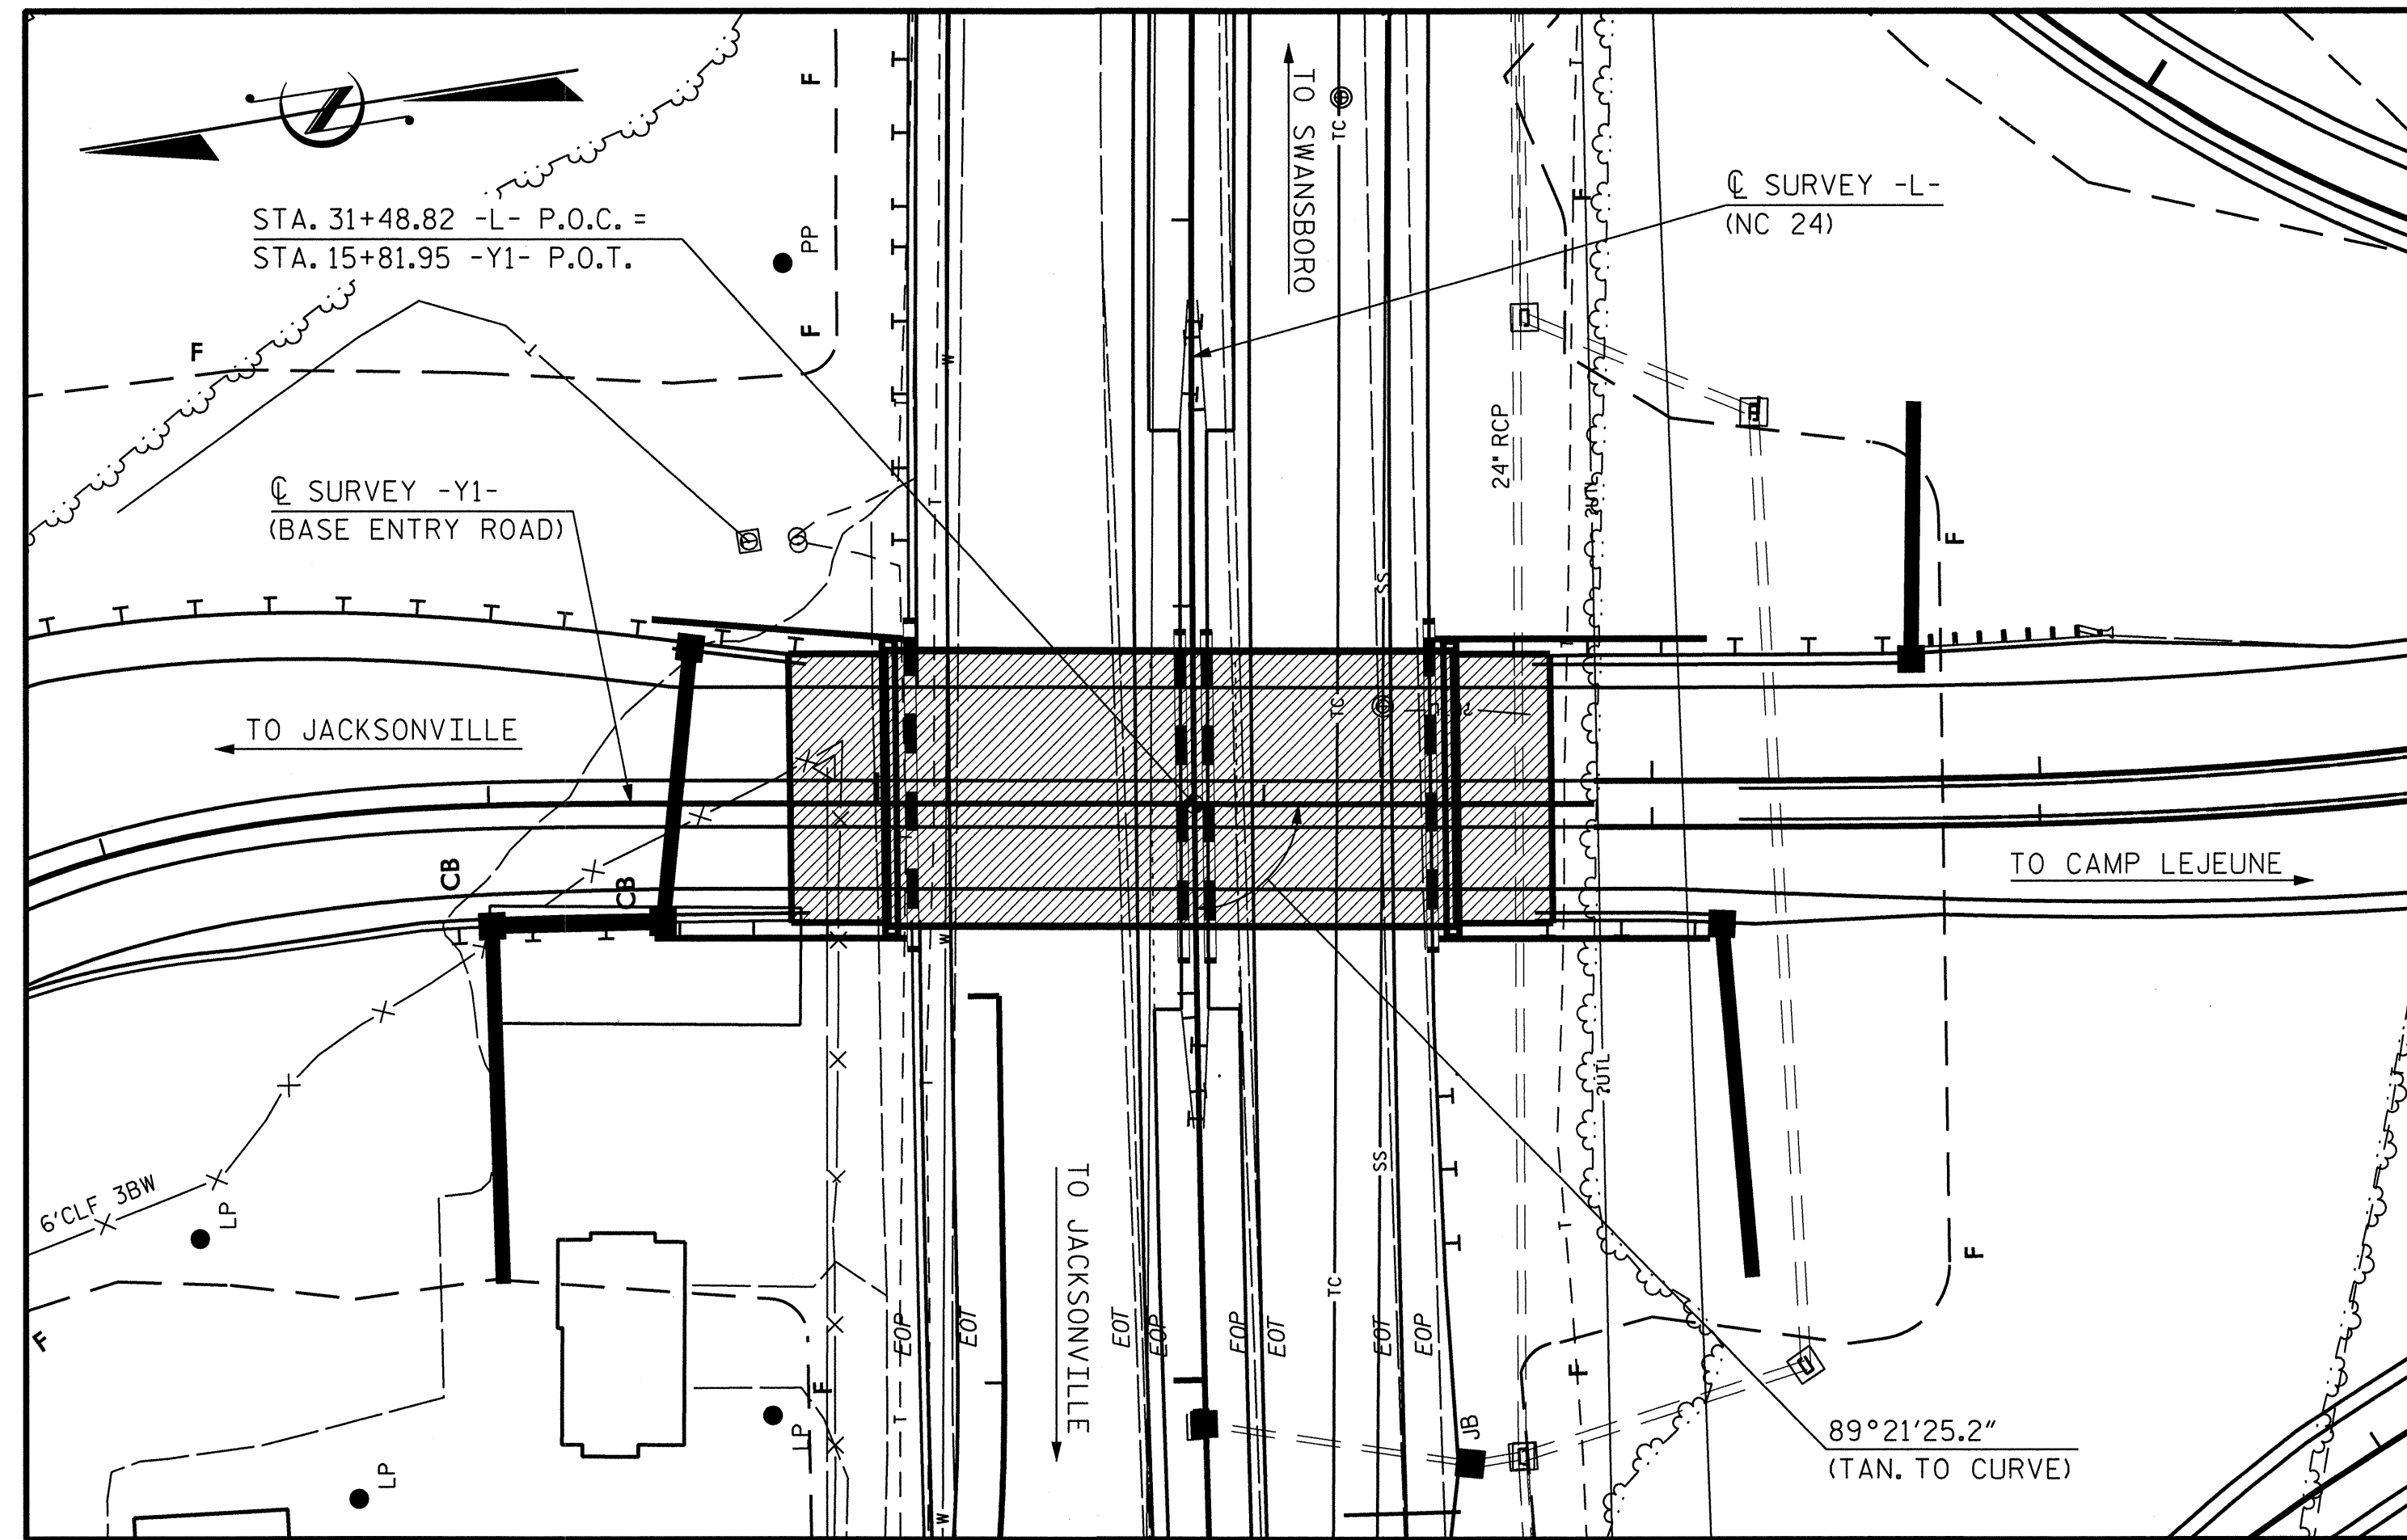 STA. 31+48.82 -L- P.O.C. =
STA. 15+81.95 -Y1- P.O.T.
℄ SURVEY -L-
(NC 24)
TO SWANSBORO
TC
PP
F
F
F
F
W
T
T
24" RCP
℄ SURVEY -Y1-
(BASE ENTRY ROAD)
SS
F
TO JACKSONVILLE
TC
CB
CB
TO CAMP LEJEUNE
W
T
6'CLF 3BW
LP
SS
TO JACKSONVILLE
TC
T
F
F
EOP
EOT
EOT
EOP
EOP
EOT
EOT
EOP
F
F
T
LP
LP
JB
W
89°21'25.2"
(TAN. TO CURVE)